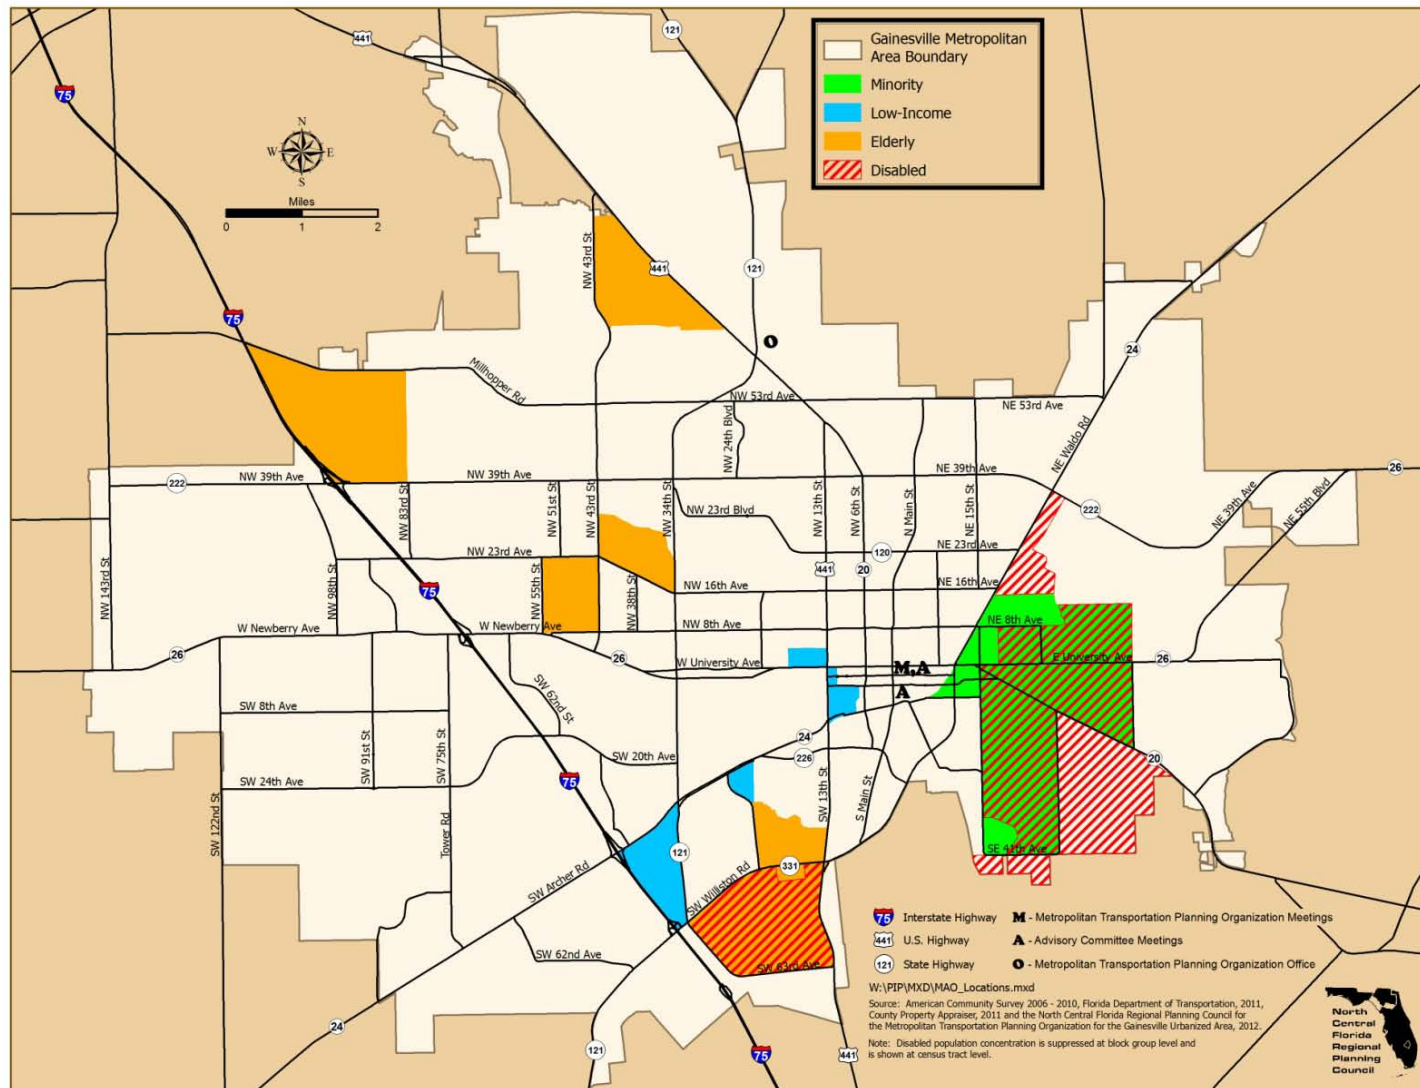 441
121
Gainesville Metropolitan
Area Boundary
Minority
Low-Income
Elderly
Disabled
75
N
W E
S
Miles
0 1 2
NW 43rd St
441
121
75
O
24
Millhopper Rd
NW 53rd Ave
NE 53rd Ave
NW 24th Blvd
NE Waldo Rd
222
NW 39th Ave
NW 39th Ave
NE 39th Ave
26
NW 143rd St
NW 98th St
NW 83rd St
NW 51st St
NW 43rd St
NW 34th St
NW 23rd Blvd
NW 13th St
NW 6th St
N Main St
NE 15th St
222
NE 39th Ave
NE 55th Blvd
NW 23rd Ave
120
NE 23rd Ave
75
NW 55th St
NW 38th St
NW 16th Ave
441
20
NE 16th Ave
W Newberry Ave
W Newberry Ave
NW 8th Ave
NE 8th Ave
26
26
W University Ave
M,A
E University Ave
26
A
SW 62nd St
SW 8th Ave
SW 91st St
SW 75th St
24
226
SW 20th Ave
20
SW 24th Ave
75
SW 122nd St
Tower Rd
SW 13th St
S Main St
121
331
SE 41th Ave
SW Archer Rd
SW Williston Rd
SW 62nd Ave
SW 63rd Ave
24
121
75
441
75 Interstate Highway
441 U.S. Highway
121 State Highway
M - Metropolitan Transportation Planning Organization Meetings
A - Advisory Committee Meetings
O - Metropolitan Transportation Planning Organization Office
W:\PIP\MXD\MAO_Locations.mxd
Source: American Community Survey 2006 - 2010, Florida Department of Transportation, 2011,
County Property Appraiser, 2011 and the North Central Florida Regional Planning Council for
the Metropolitan Transportation Planning Organization for the Gainesville Urbanized Area, 2012.
Note: Disabled population concentration is suppressed at block group level and
is shown at census tract level.
North
Central
Florida
Regional
Planning
Council